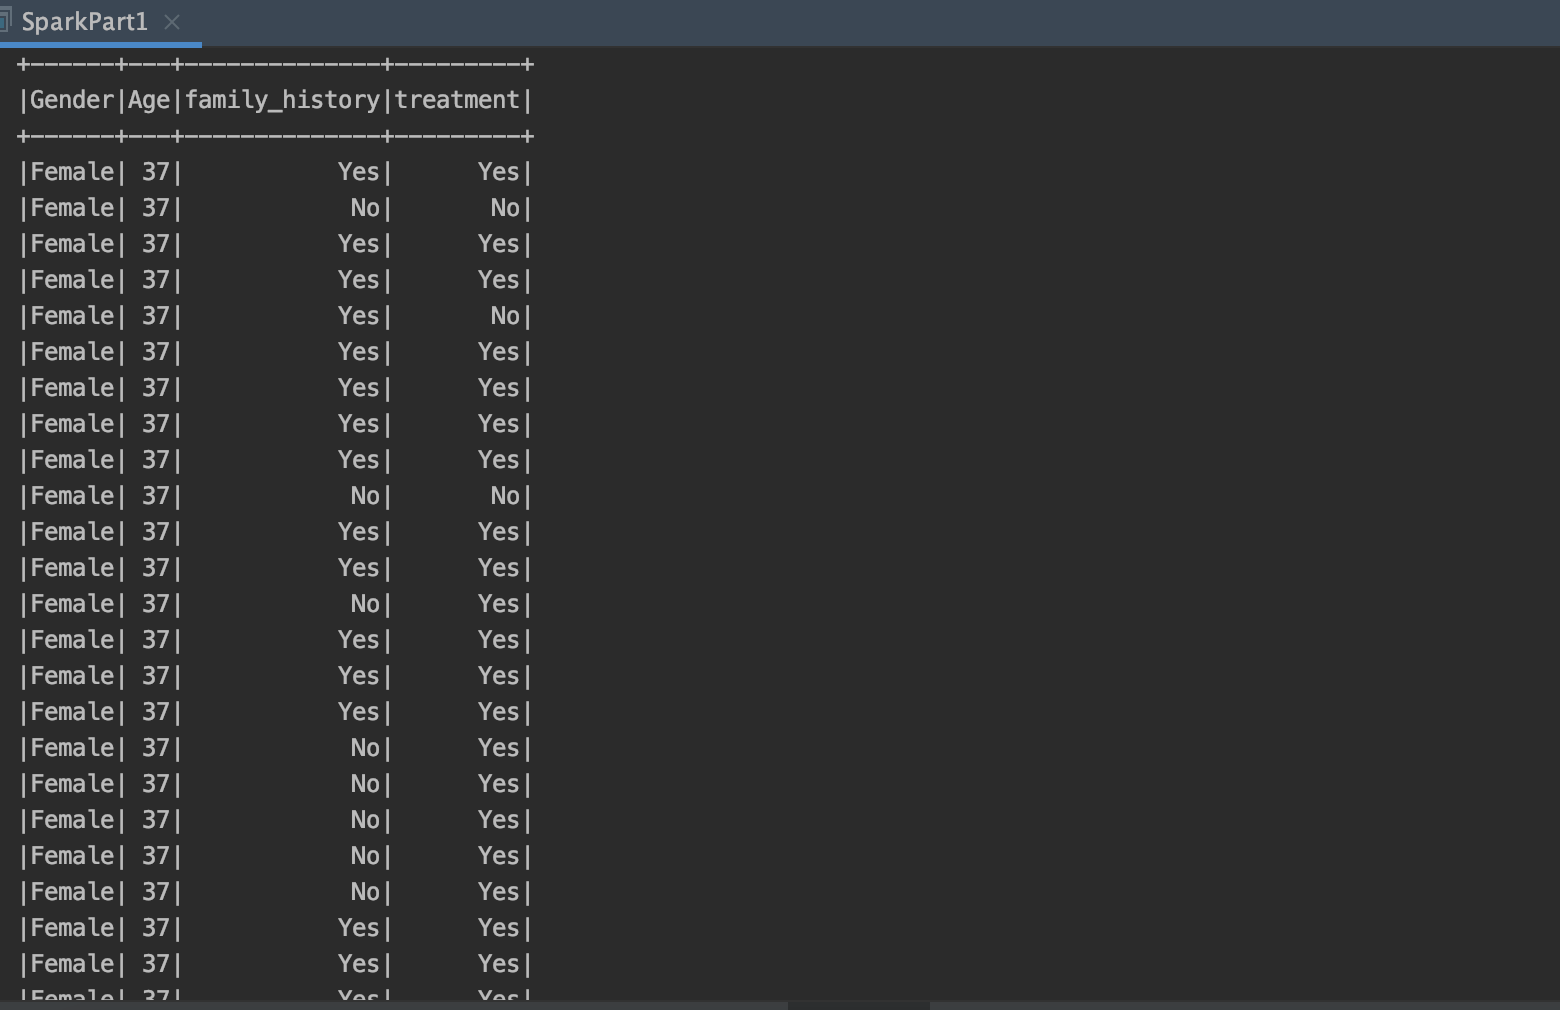 SparkPart1
+------+---+--------------+---------+
|Gender|Age|family_history|treatment|
+------+---+--------------+---------+
|Female| 37|           Yes|      Yes|
|Female| 37|            No|       No|
|Female| 37|           Yes|      Yes|
|Female| 37|           Yes|      Yes|
|Female| 37|           Yes|       No|
|Female| 37|           Yes|      Yes|
|Female| 37|           Yes|      Yes|
|Female| 37|           Yes|      Yes|
|Female| 37|           Yes|      Yes|
|Female| 37|            No|       No|
|Female| 37|           Yes|      Yes|
|Female| 37|           Yes|      Yes|
|Female| 37|            No|      Yes|
|Female| 37|           Yes|      Yes|
|Female| 37|           Yes|      Yes|
|Female| 37|           Yes|      Yes|
|Female| 37|            No|      Yes|
|Female| 37|            No|      Yes|
|Female| 37|            No|      Yes|
|Female| 37|            No|      Yes|
|Female| 37|            No|      Yes|
|Female| 37|           Yes|      Yes|
|Female| 37|           Yes|      Yes|
|Female| 37|           Yes|      Yes|